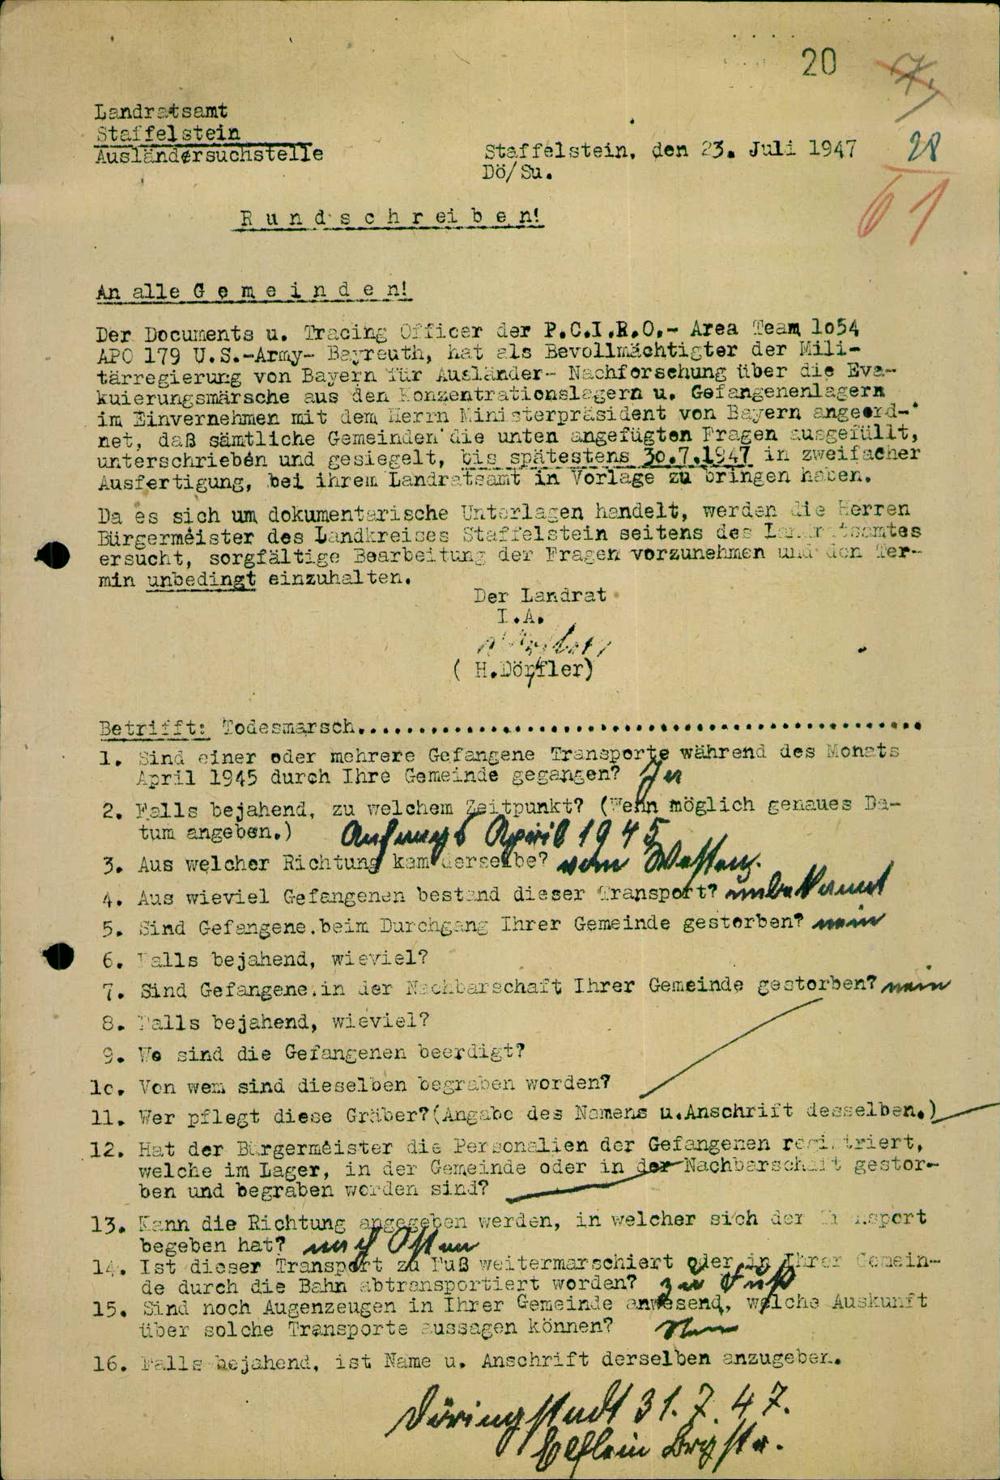 20
7,
28
61
Landratsamt
Staffelstein
Ausländersuchstelle
Staffelstein, den 23. Juli 1947
Dö/Su.
Rundschreiben!
An alle Gemeinden!
Der Documents u. Tracing Officer der P.C.I.R.O.- Area Team 1o54
APO 179 U.S.-Army- Bayreuth, hat als Bevollmächtigter der Mili-
tärregierung von Bayern für Ausländer- Nachforschung über die Eva-
kuierungsmärsche aus den Konzentrationslagern u. Gefangenenlagern
im Einvernehmen mit dem Herrn Ministerpräsident von Bayern angeord-
net, daß sämtliche Gemeinden die unten angefügten Fragen ausgefüllt,
unterschrieben und gesiegelt, bis spätestens 3o.7.1947 in zweifacher
Ausfertigung, bei ihrem Landratsamt in Vorlage zu bringen haben.
Da es sich um dokumentarische Unterlagen handelt, werden die Herren
Bürgermeister des Landkreises Staffelstein seitens des Landratsamtes
ersucht, sorgfältige Bearbeitung der Fragen vorzunehmen und den Ter-
min unbedingt einzuhalten.
Der Landrat
I.A.
( H.Dörfler)
Betrifft: Todesmarsch....................................................
1. Sind einer oder mehrere Gefangene Transporte während des Monats
April 1945 durch Ihre Gemeinde gegangen? Ja
2. Falls bejahend, zu welchem Zeitpunkt? (Wenn möglich genaues Da-
tum angeben.) Anfangs April 1945
3. Aus welcher Richtung kam derselbe? vom Westen.
4. Aus wieviel Gefangenen bestand dieser Transport? unbekannt
5. Sind Gefangene.beim Durchgang Ihrer Gemeinde gestorben? nein
6. Falls bejahend, wieviel?
7. Sind Gefangene.in der Nachbarschaft Ihrer Gemeinde gestorben? nein
8. Falls bejahend, wieviel?
9. Wo sind die Gefangenen beerdigt?
1o. Von wem sind dieselben begraben worden?
11. Wer pflegt diese Gräber?(Angabe des Namens u.Anschrift desselben.)
12. Hat der Bürgermeister die Personalien der Gefangenen registriert,
welche im Lager, in der Gemeinde oder in der Nachbarschaft gestor-
ben und begraben worden sind?
13. Kann die Richtung angegeben werden, in welcher sich der Transport
begeben hat? nach Osten
14. Ist dieser Transport zu Fuß weitermarschiert oder in Ihrer Gemein-
de durch die Bahn abtransportiert worden? zu Fuß
15. Sind noch Augenzeugen in Ihrer Gemeinde anwesend, welche Auskunft
über solche Transporte aussagen können?
16. Falls bejahend, ist Name u. Anschrift derselben anzugeben.
Döringstadt 31.7.47.
Elflein Brgstr.